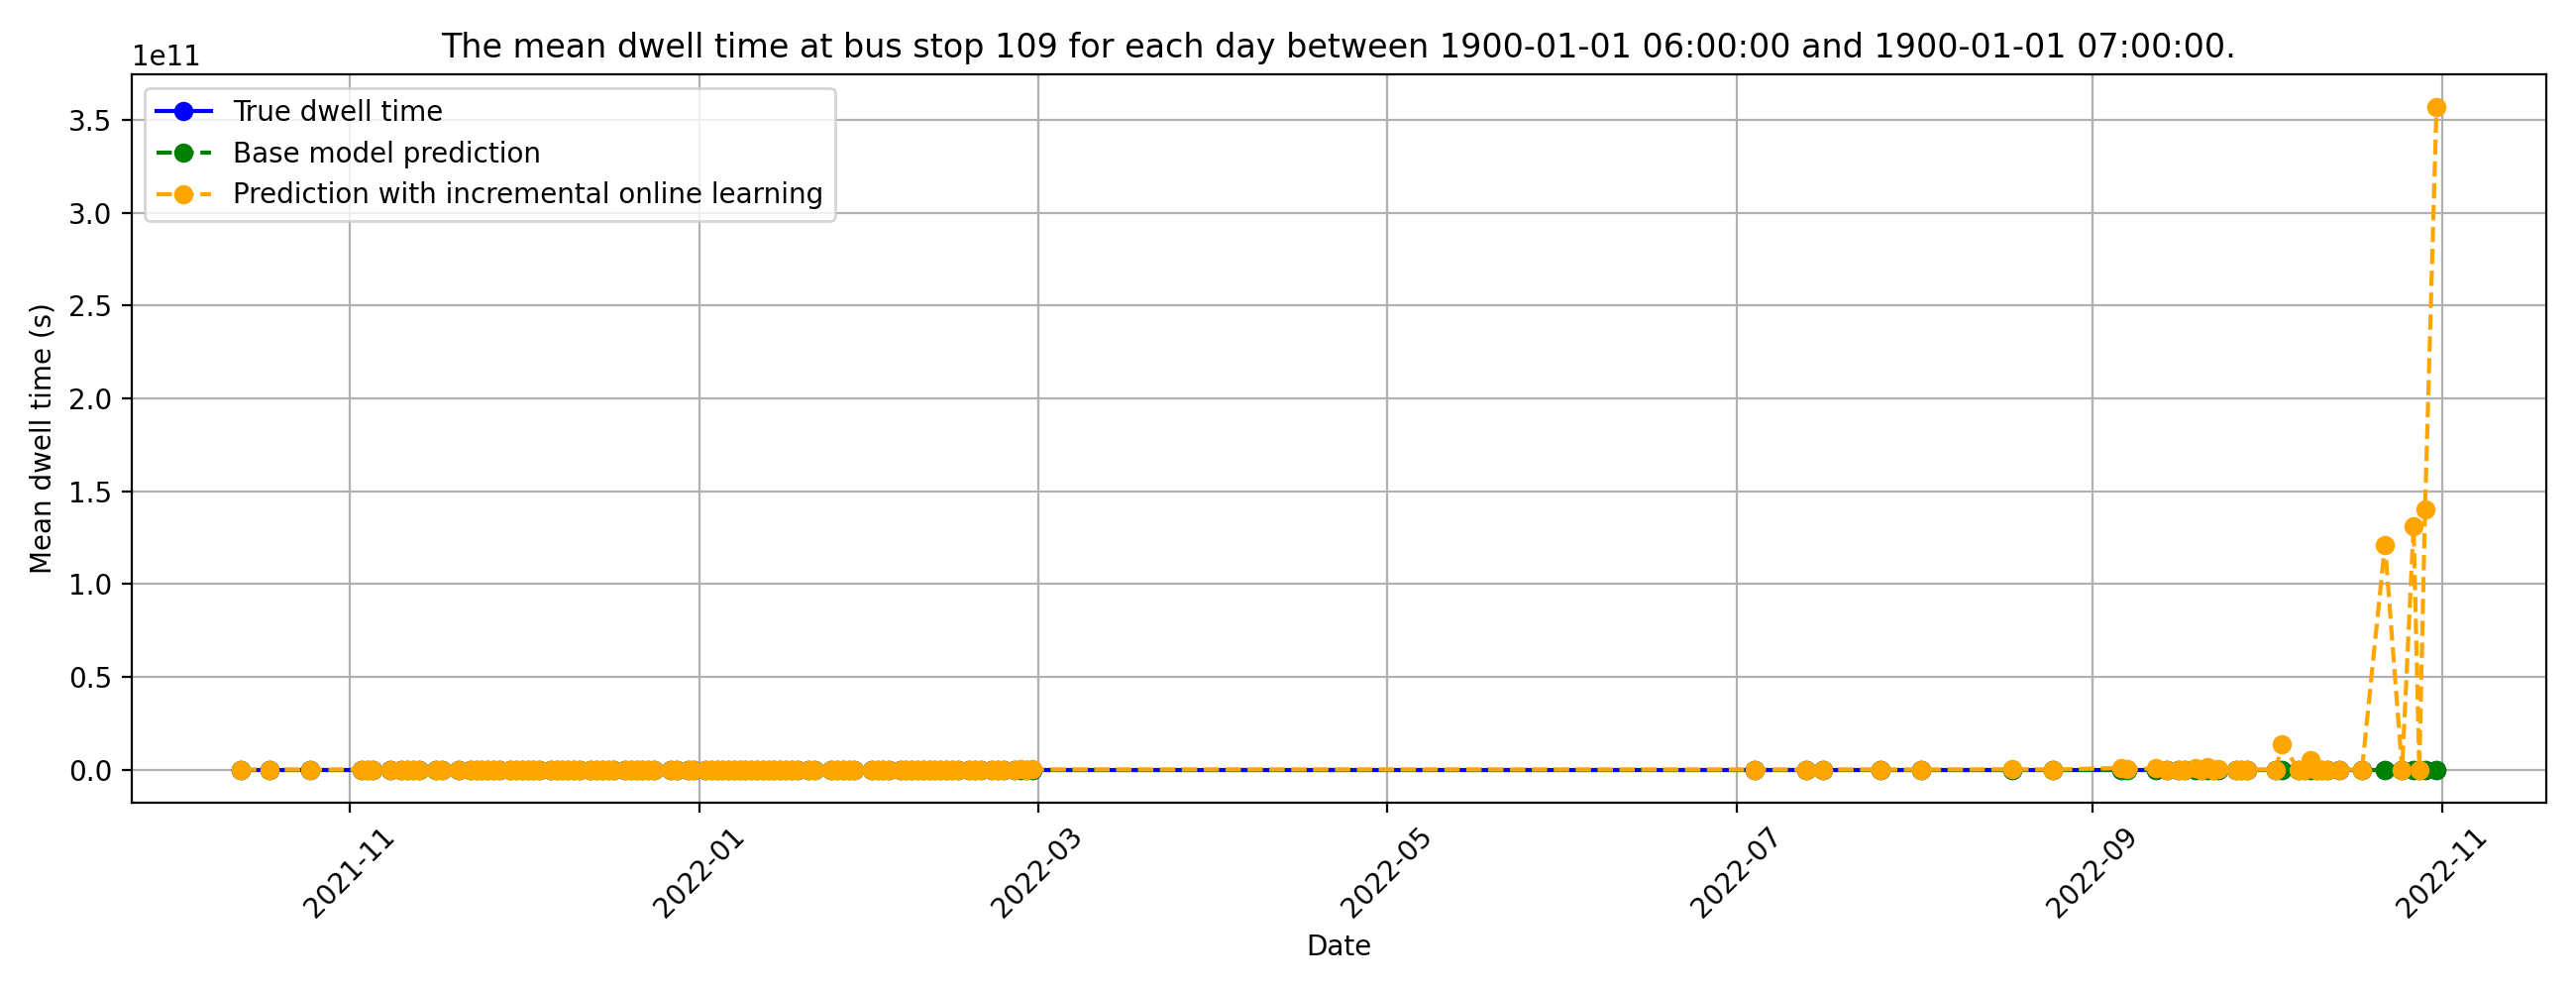 The mean dwell time at bus stop 109 for each day between 1900-01-01 06:00:00 and 1900-01-01 07:00:00.
1e11
True dwell time
Base model prediction
Prediction with incremental online learning
3.5
3.0
2.5
2.0
1.5
1.0
0.5
0.0
Mean dwell time (s)
2021-11
2022-01
2022-03
2022-05
2022-07
2022-09
2022-11
Date